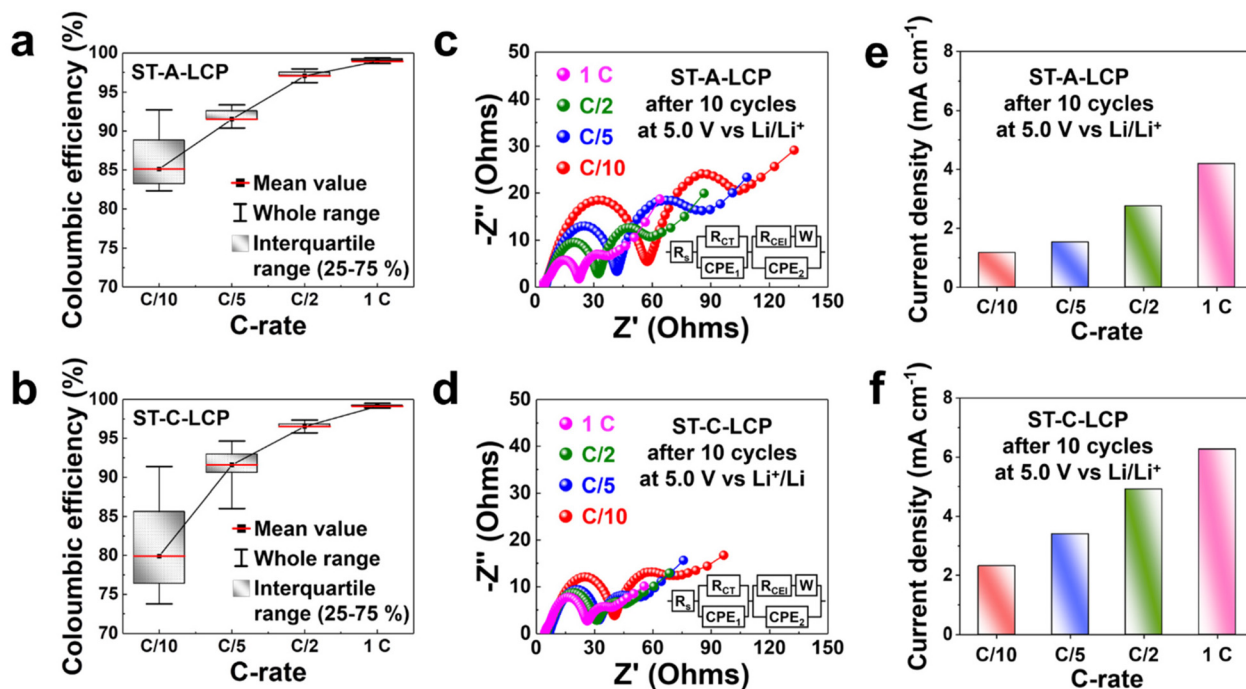 a
Coloumbic efficiency (%)
100
95
90
85
80
75
70
ST-A-LCP
Mean value
Whole range
Interquartile
range (25-75 %)
C/10 C/5 C/2 1 C
C-rate
c
-Z'' (Ohms)
50
40
30
20
10
0
1 C
C/2
C/5
C/10
ST-A-LCP
after 10 cycles
at 5.0 V vs Li/Li⁺
Rs
RCT
CPE1
RCEI
W
CPE2
0 30 60 90 120 150
Z' (Ohms)
e
Current density (mA cm⁻¹)
8
6
4
2
0
ST-A-LCP
after 10 cycles
at 5.0 V vs Li/Li⁺
C/10 C/5 C/2 1 C
C-rate
b
Coloumbic efficiency (%)
100
95
90
85
80
75
70
65
ST-C-LCP
Mean value
Whole range
Interquartile
range (25-75 %)
C/10 C/5 C/2 1 C
C-rate
d
-Z'' (Ohms)
50
40
30
20
10
0
1 C
C/2
C/5
C/10
ST-C-LCP
after 10 cycles
at 5.0 V vs Li⁺/Li
Rs
RCT
CPE1
RCEI
W
CPE2
0 30 60 90 120 150
Z' (Ohms)
f
Current density (mA cm⁻¹)
8
6
4
2
0
ST-C-LCP
after 10 cycles
at 5.0 V vs Li/Li⁺
C/10 C/5 C/2 1 C
C-rate